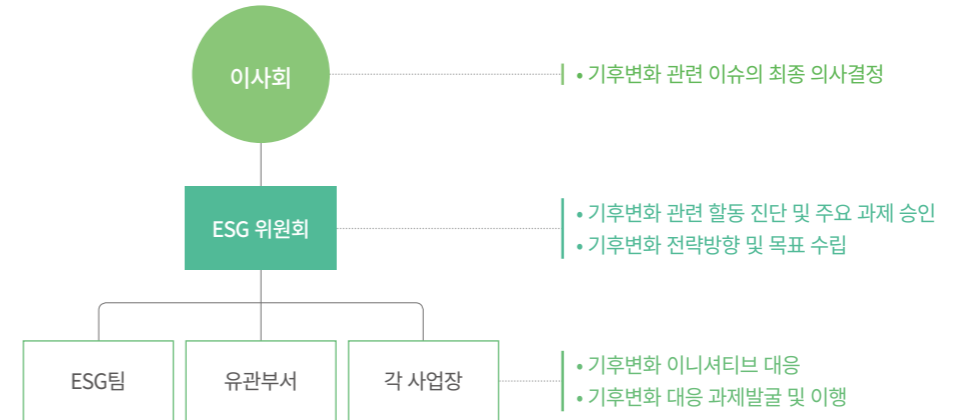 이사회
• 기후변화 관련 이슈의 최종 의사결정
ESG 위원회
• 기후변화 관련 할동 진단 및 주요 과제 승인
• 기후변화 전략방향 및 목표 수립
ESG팀
유관부서
각 사업장
• 기후변화 이니셔티브 대응
• 기후변화 대응 과제발굴 및 이행